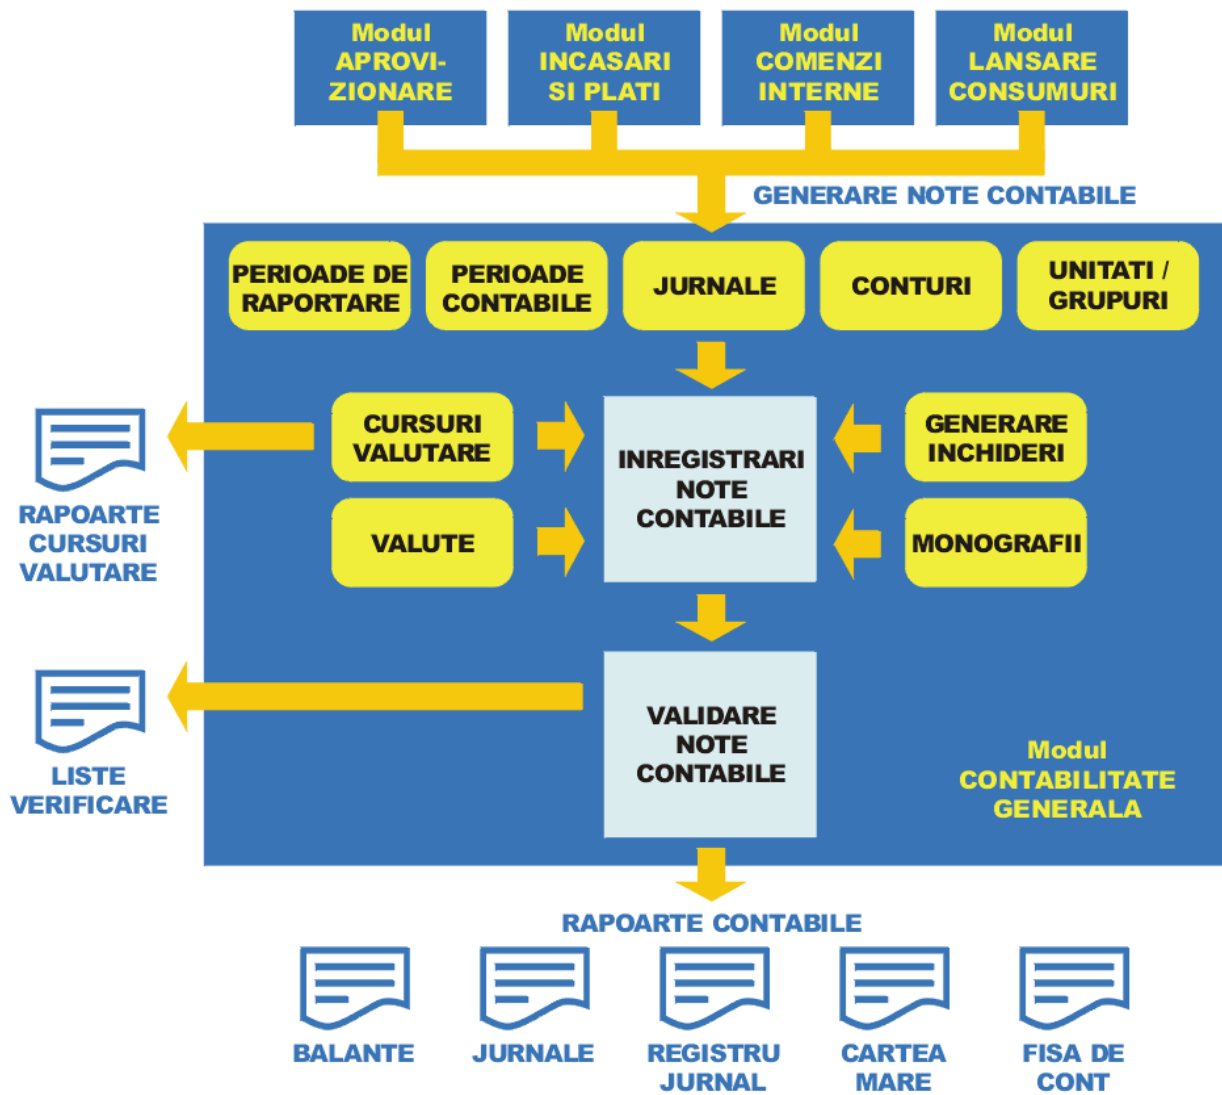 Modul
APROVI-
ZIONARE
Modul
INCASARI
SI PLATI
Modul
COMENZI
INTERNE
Modul
LANSARE
CONSUMURI
GENERARE NOTE CONTABILE
PERIOADE DE
RAPORTARE
PERIOADE
CONTABILE
JURNALE
CONTURI
UNITATI /
GRUPURI
CURSURI
VALUTARE
INREGISTRARI
NOTE
CONTABILE
GENERARE
INCHIDERI
RAPOARTE
CURSURI
VALUTARE
VALUTE
MONOGRAFII
LISTE
VERIFICARE
VALIDARE
NOTE
CONTABILE
Modul
CONTABILITATE
GENERALA
RAPOARTE CONTABILE
BALANTE
JURNALE
REGISTRU
JURNAL
CARTEA
MARE
FISA DE
CONT